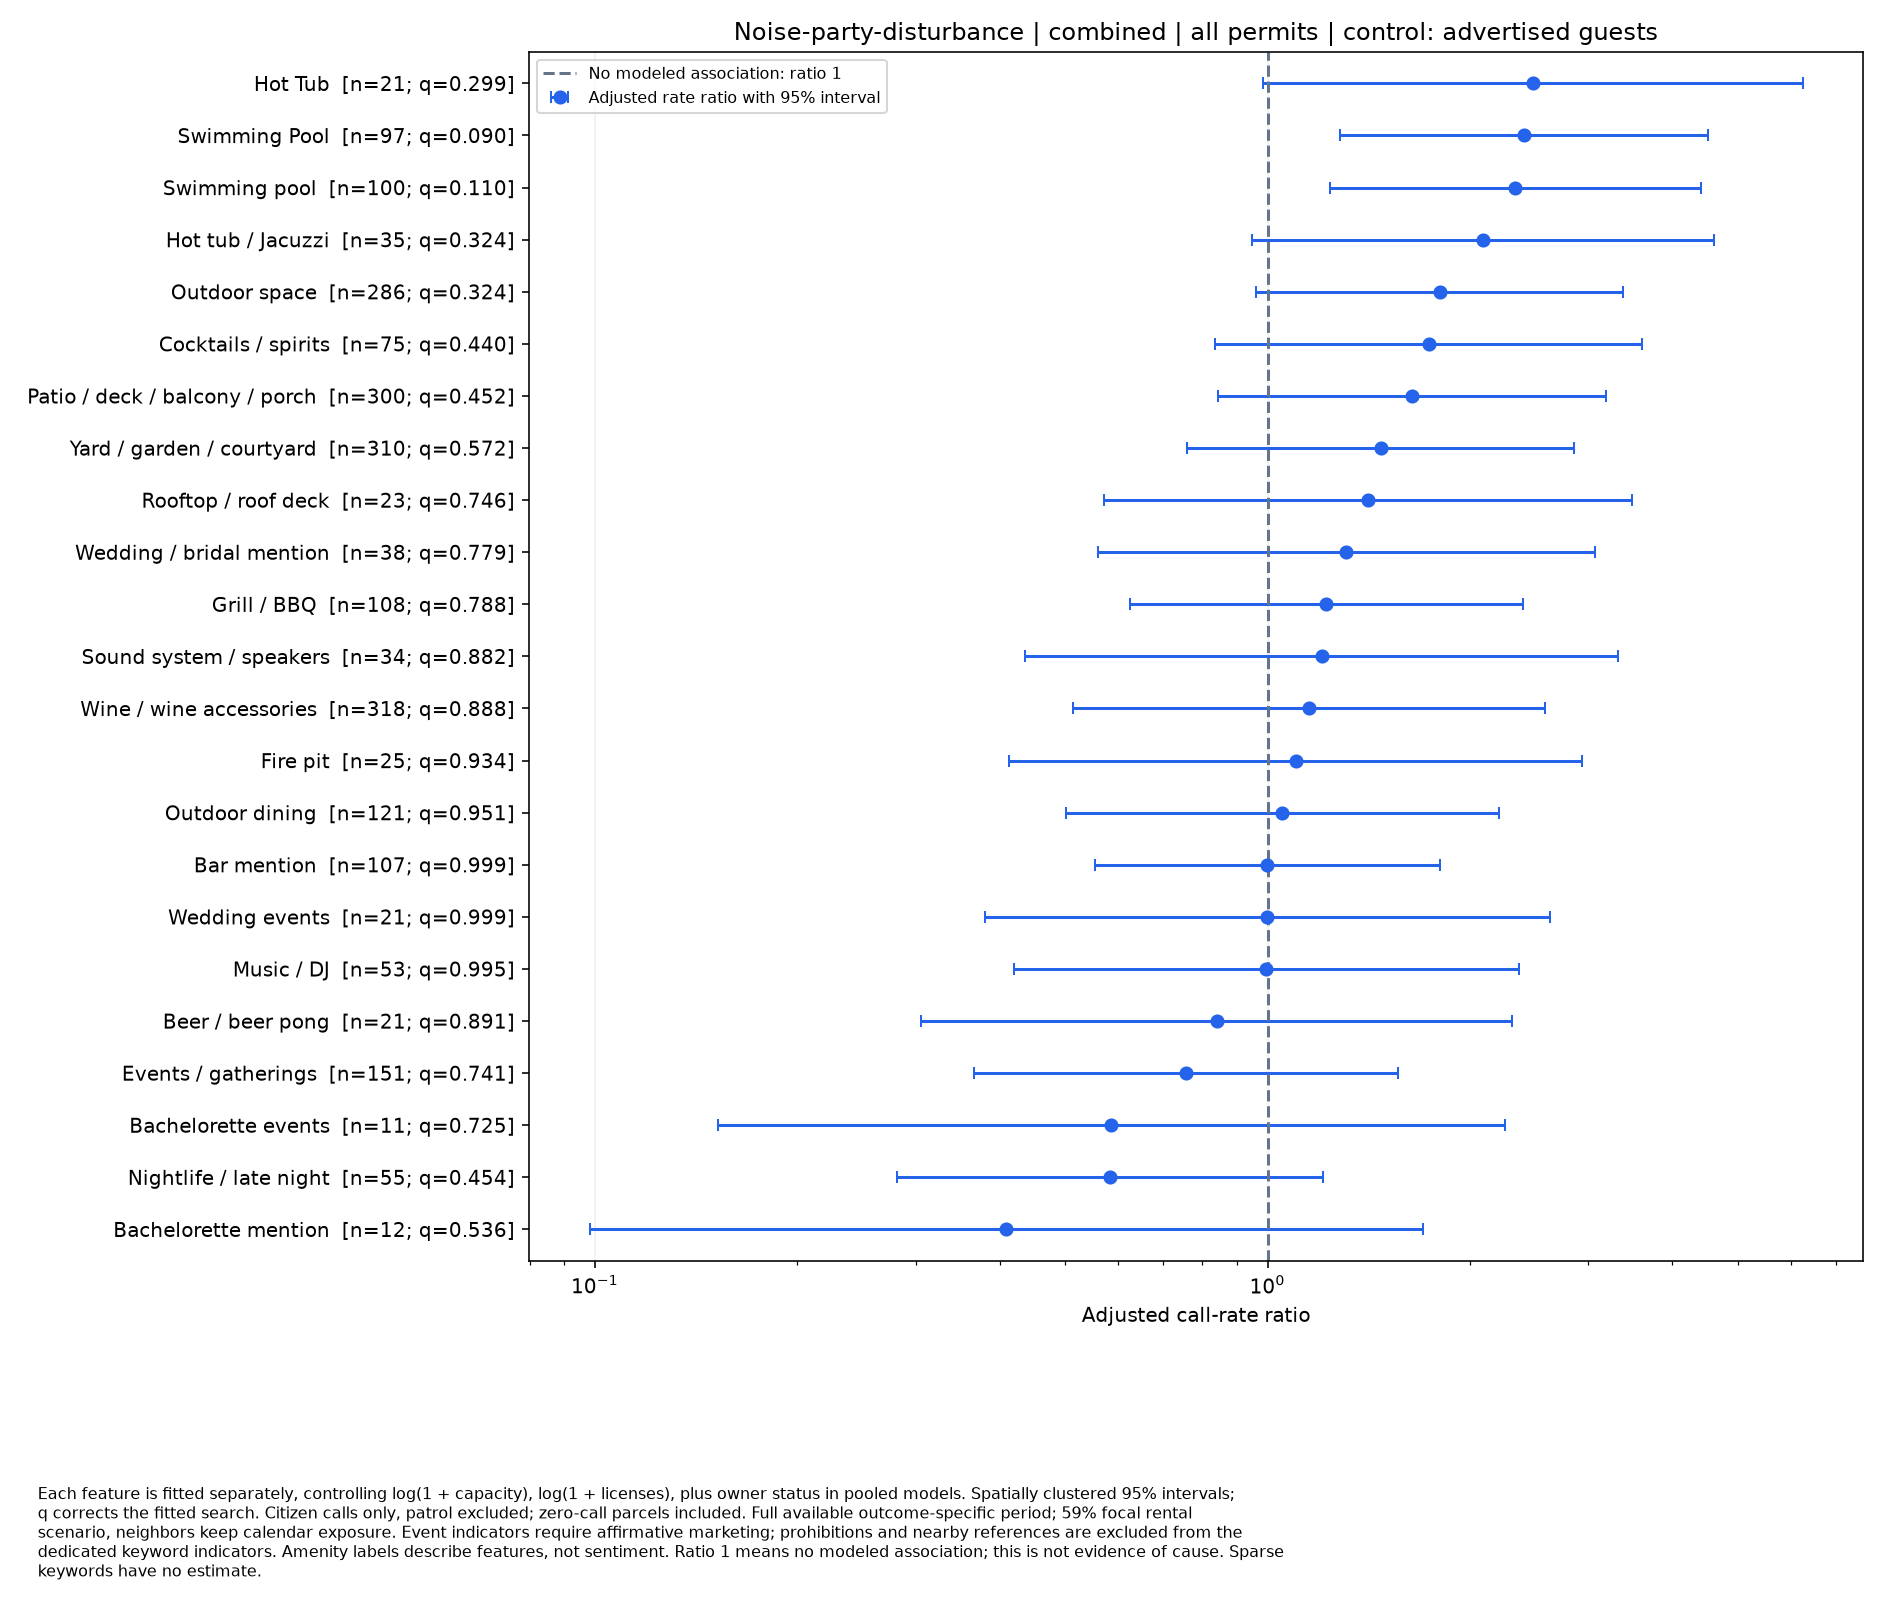 Noise-party-disturbance | combined | all permits | control: advertised guests
No modeled association: ratio 1
Adjusted rate ratio with 95% interval
Hot Tub [n=21; q=0.299]
Swimming Pool [n=97; q=0.090]
Swimming pool [n=100; q=0.110]
Hot tub / Jacuzzi [n=35; q=0.324]
Outdoor space [n=286; q=0.324]
Cocktails / spirits [n=75; q=0.440]
Patio / deck / balcony / porch [n=300; q=0.452]
Yard / garden / courtyard [n=310; q=0.572]
Rooftop / roof deck [n=23; q=0.746]
Wedding / bridal mention [n=38; q=0.779]
Grill / BBQ [n=108; q=0.788]
Sound system / speakers [n=34; q=0.882]
Wine / wine accessories [n=318; q=0.888]
Fire pit [n=25; q=0.934]
Outdoor dining [n=121; q=0.951]
Bar mention [n=107; q=0.999]
Wedding events [n=21; q=0.999]
Music / DJ [n=53; q=0.995]
Beer / beer pong [n=21; q=0.891]
Events / gatherings [n=151; q=0.741]
Bachelorette events [n=11; q=0.725]
Nightlife / late night [n=55; q=0.454]
Bachelorette mention [n=12; q=0.536]
10⁻¹ 10⁰
Adjusted call-rate ratio
Each feature is fitted separately, controlling log(1 + capacity), log(1 + licenses), plus owner status in pooled models. Spatially clustered 95% intervals;
q corrects the fitted search. Citizen calls only, patrol excluded; zero-call parcels included. Full available outcome-specific period; 59% focal rental
scenario, neighbors keep calendar exposure. Event indicators require affirmative marketing; prohibitions and nearby references are excluded from the
dedicated keyword indicators. Amenity labels describe features, not sentiment. Ratio 1 means no modeled association; this is not evidence of cause. Sparse
keywords have no estimate.